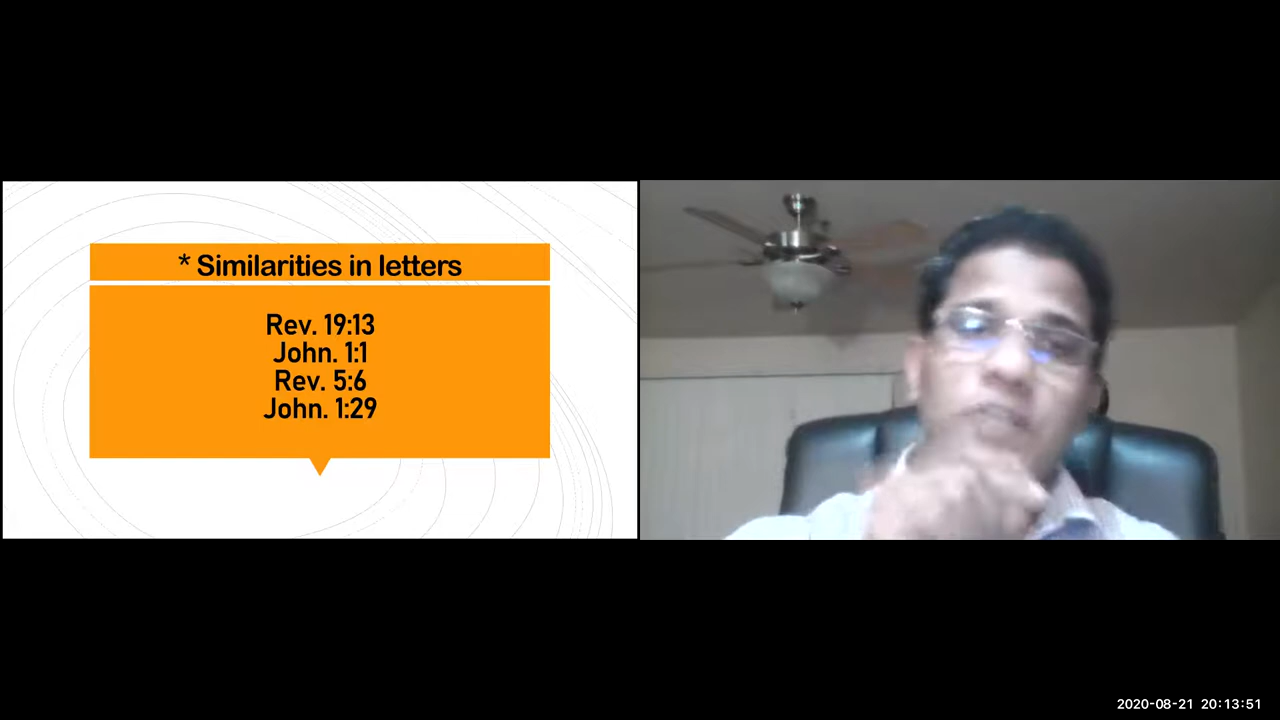 * Similarities in letters
Rev. 19:13
John. 1:1
Rev. 5:6
John. 1:29
2020-08-21 20:13:51